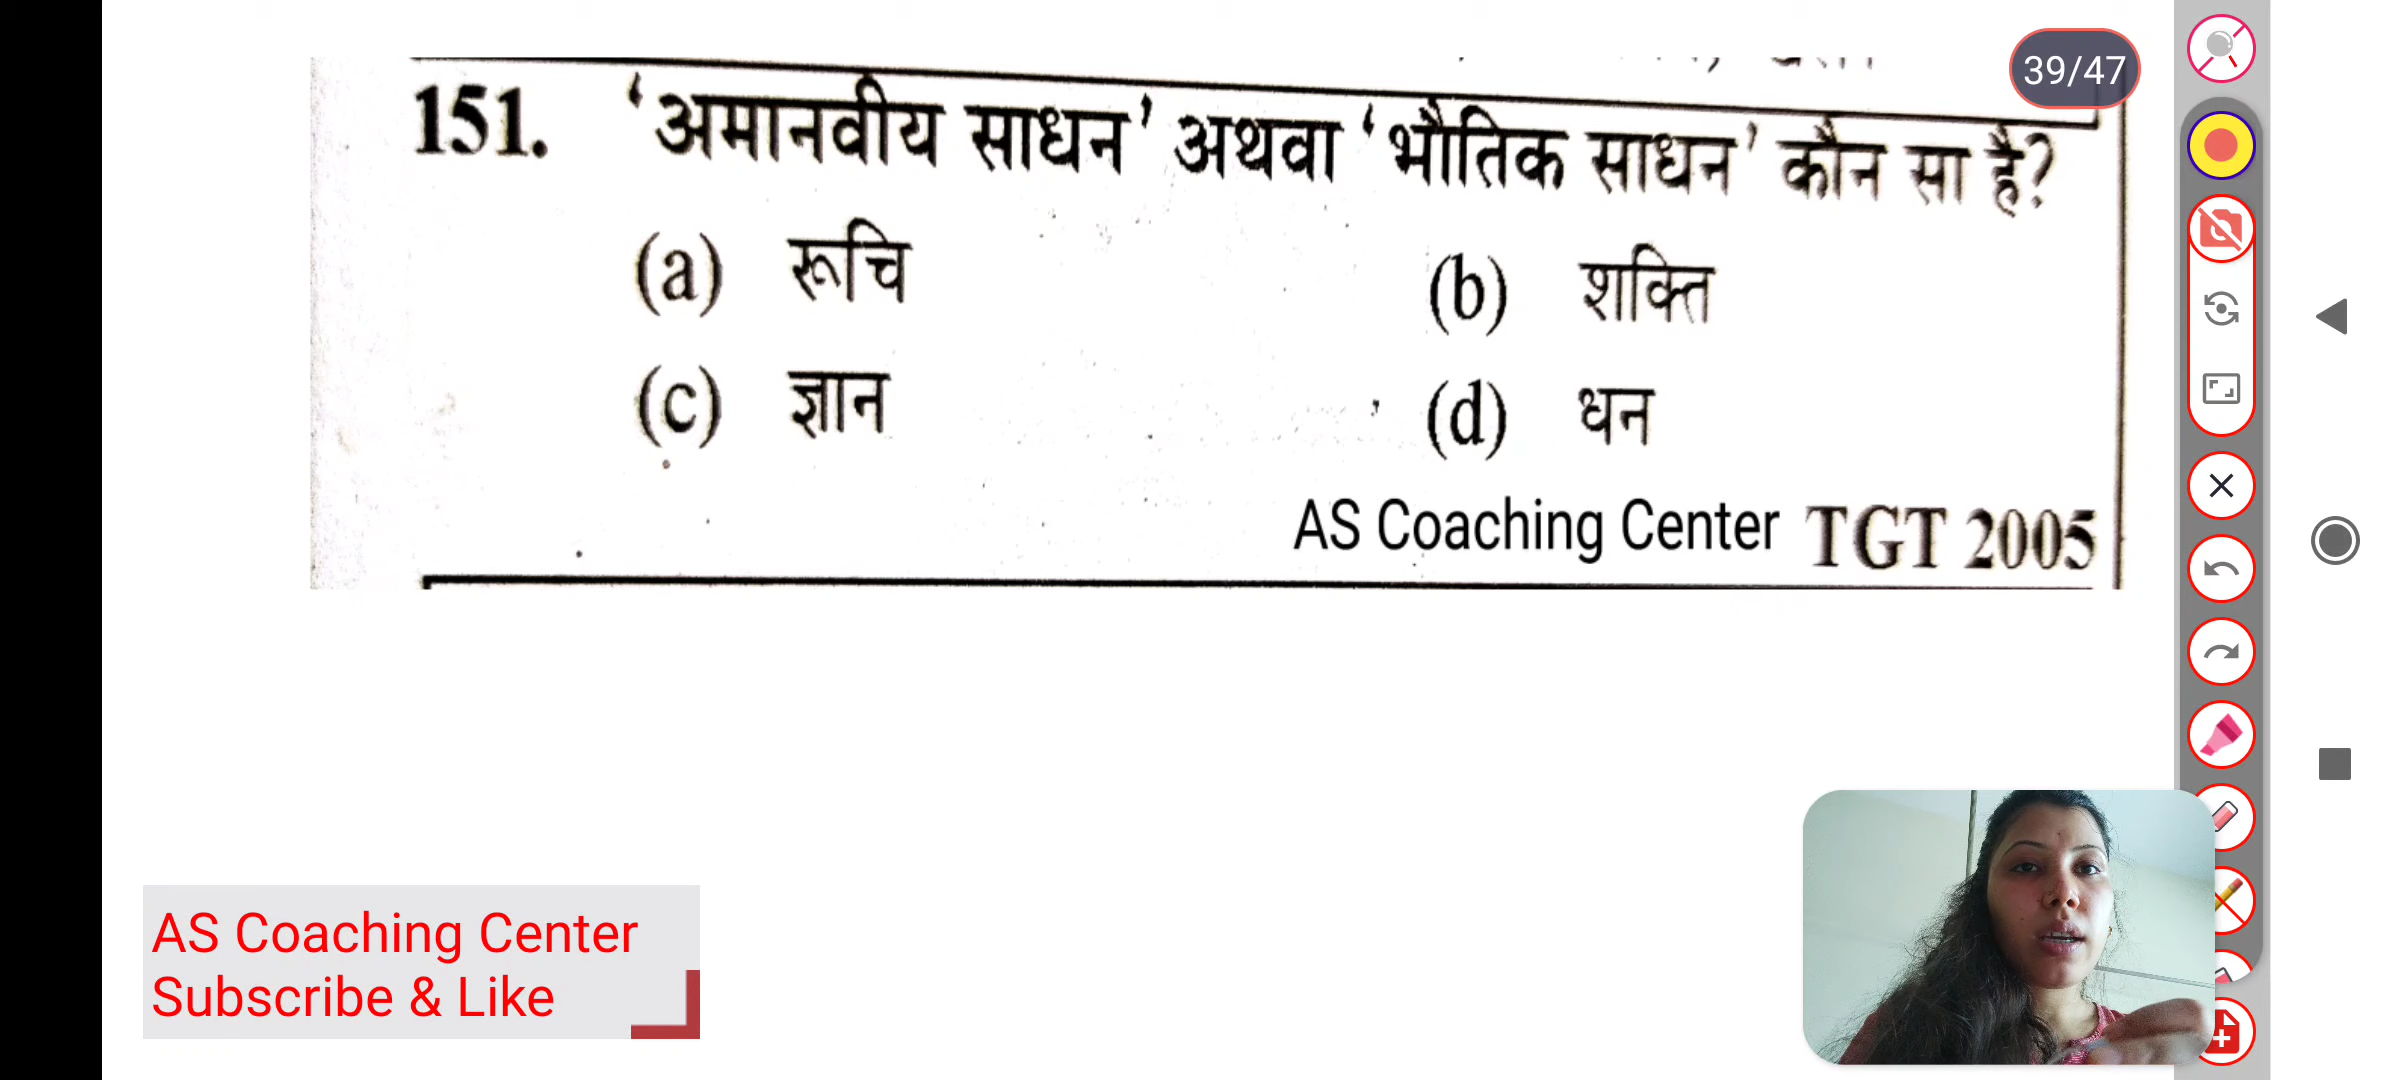 39/47
151. 'अमानवीय साधन' अथवा 'भौतिक साधन' कौन सा है?
(a) रूचि (b) शक्ति
(c) ज्ञान (d) धन
AS Coaching Center TGT 2005
AS Coaching Center
Subscribe & Like